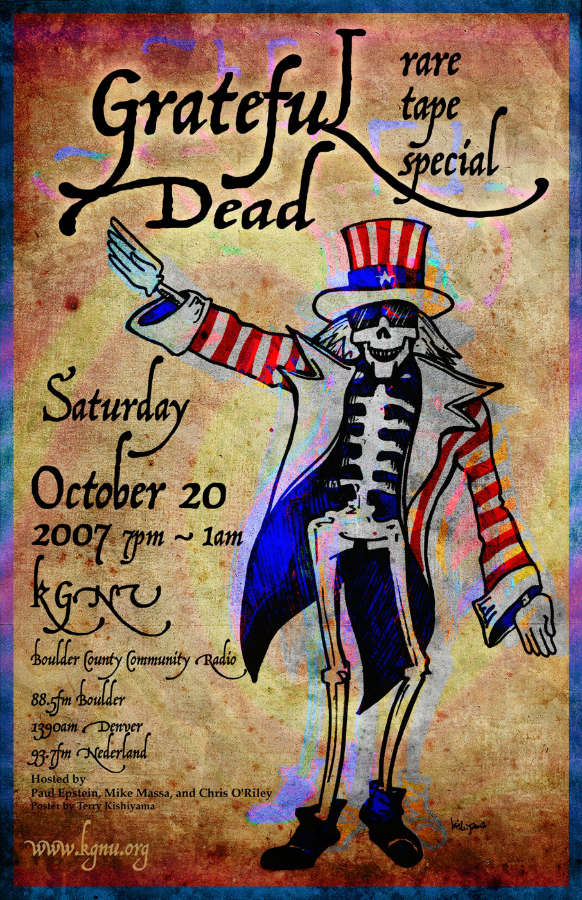 Grateful
Dead
rare
tape
special
Saturday
October 20
2007 7pm ~ 1am
KGNU
Boulder County Community Radio
88.5fm Boulder
1390am Denver
93.7fm Nederland
Hosted by
Paul Epstein, Mike Massa, and Chris O'Riley
Poster by Terry Kishiyama
www.kgnu.org